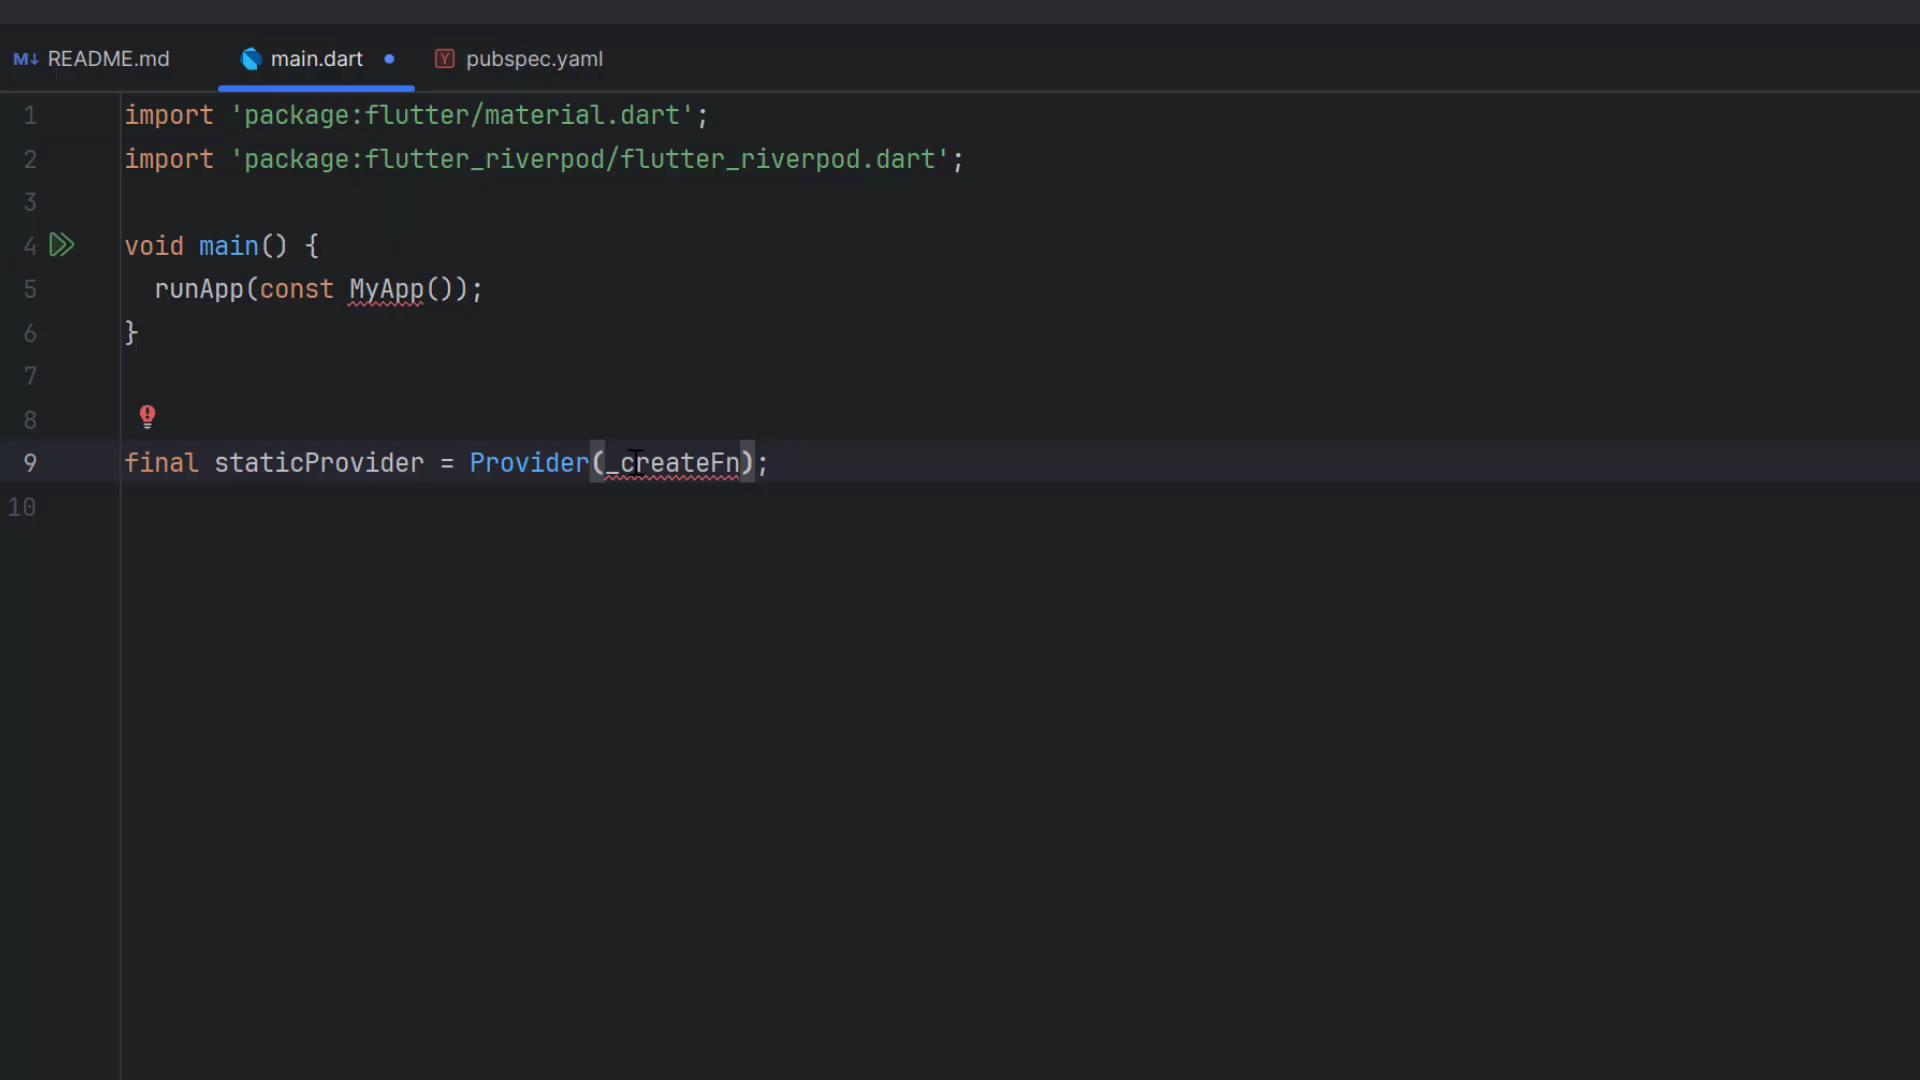 M↓ README.md main.dart Y pubspec.yaml
1 import 'package:flutter/material.dart';
2 import 'package:flutter_riverpod/flutter_riverpod.dart';
3
4 void main() {
5   runApp(const MyApp());
6 }
7
8
9 final staticProvider = Provider(_createFn);
10